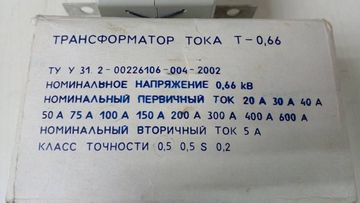 ТРАНСФОРМАТОР ТОКА Т-0,66
ТУ У 31.2-00226106-004-2002
НОМИНАЛЬНОЕ НАПРЯЖЕНИЕ 0,66 кВ
НОМИНАЛЬНЫЙ ПЕРВИЧНЫЙ ТОК 20 А 30 А 40 А
50 А 75 А 100 А 150 А 200 А 300 А 400 А 600 А
НОМИНАЛЬНЫЙ ВТОРИЧНЫЙ ТОК 5 А
КЛАСС ТОЧНОСТИ 0,5 0,5 S 0,2